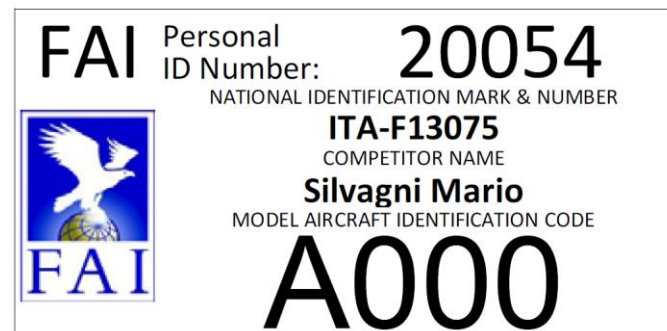 FAI Personal ID Number: 20054
NATIONAL IDENTIFICATION MARK & NUMBER
ITA-F13075
COMPETITOR NAME
Silvagni Mario
MODEL AIRCRAFT IDENTIFICATION CODE
FAI
A000